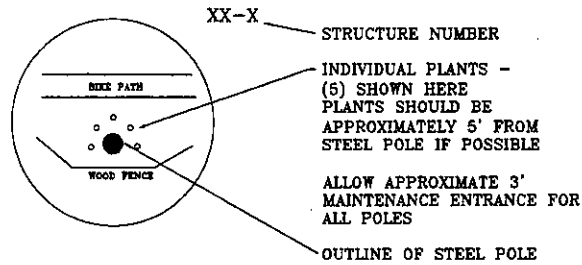 XX-X
STRUCTURE NUMBER
INDIVIDUAL PLANTS -
(5) SHOWN HERE
PLANTS SHOULD BE
APPROXIMATELY 5' FROM
STEEL POLE IF POSSIBLE
BIKE PATH
WOOD FENCE
ALLOW APPROXIMATE 3'
MAINTENANCE ENTRANCE FOR
ALL POLES
OUTLINE OF STEEL POLE